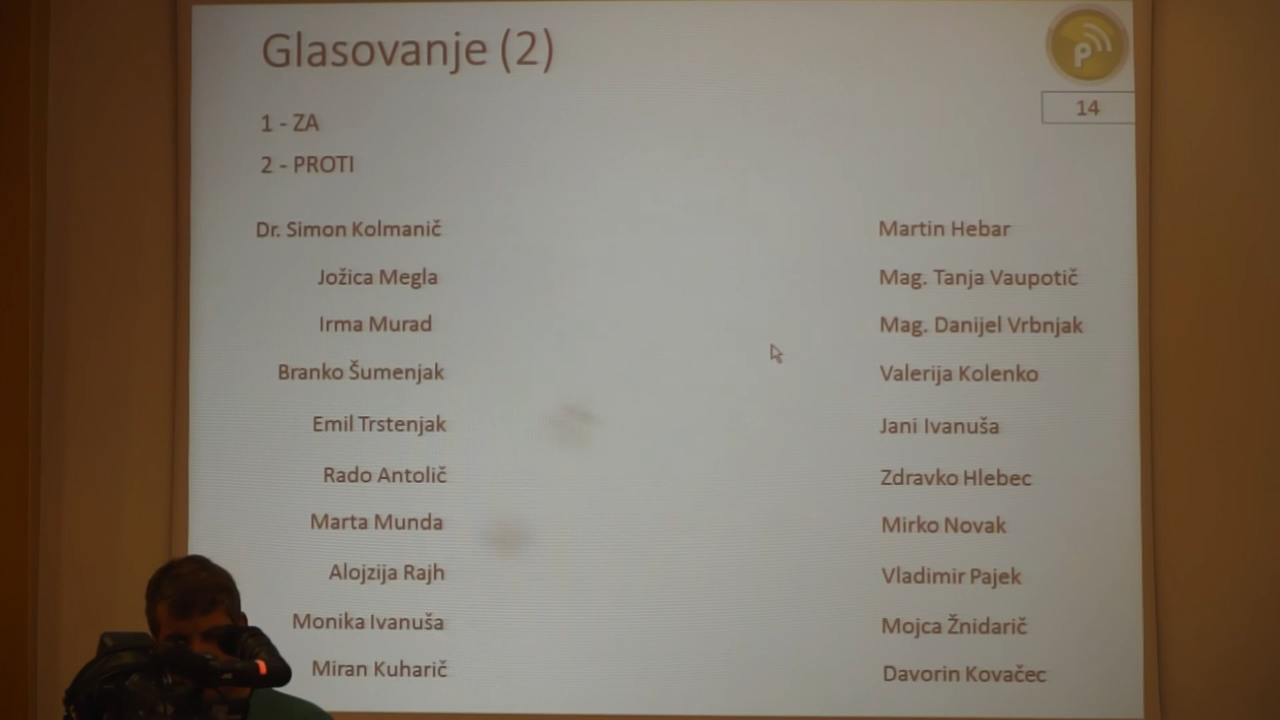 Glasovanje (2)
P
14
1 - ZA
2 - PROTI
Dr. Simon Kolmanič
Jožica Megla
Irma Murad
Branko Šumenjak
Emil Trstenjak
Rado Antolič
Marta Munda
Alojzija Rajh
Monika Ivanuša
Miran Kuharič
Martin Hebar
Mag. Tanja Vaupotič
Mag. Danijel Vrbnjak
Valerija Kolenko
Jani Ivanuša
Zdravko Hlebec
Mirko Novak
Vladimir Pajek
Mojca Žnidarič
Davorin Kovačec